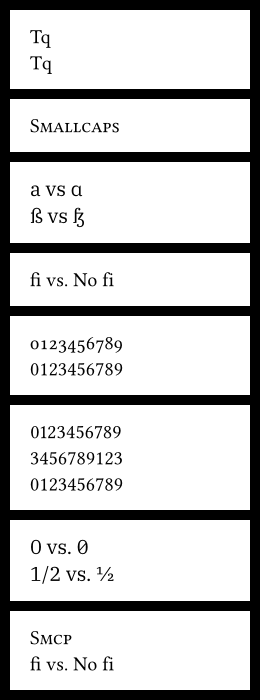 Tq
Tq
Smallcaps
a vs ɑ
ß vs ꟗ
fi vs. No fi
0123456789
0123456789
0123456789
3456789123
0123456789
0 vs. 0
1/2 vs. ½
Smcp
fi vs. No fi